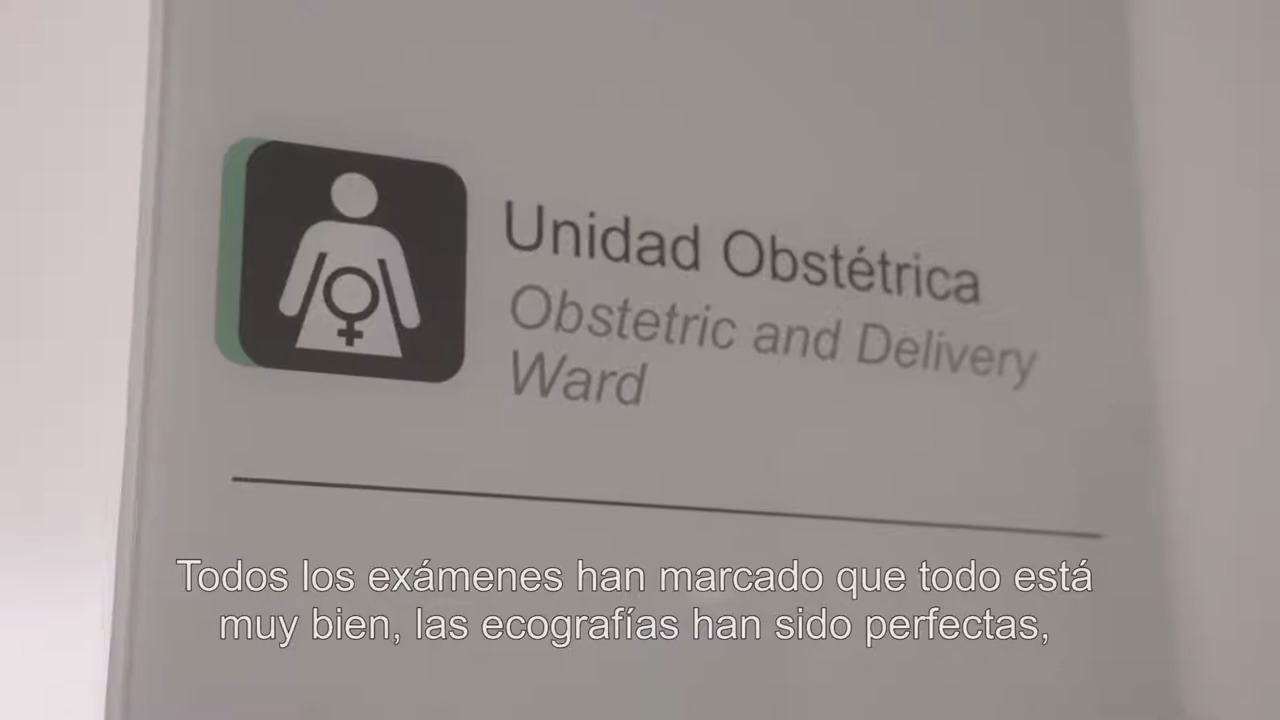 Unidad Obstétrica
Obstetric and Delivery
Ward
Todos los exámenes han marcado que todo está
muy bien, las ecografías han sido perfectas,